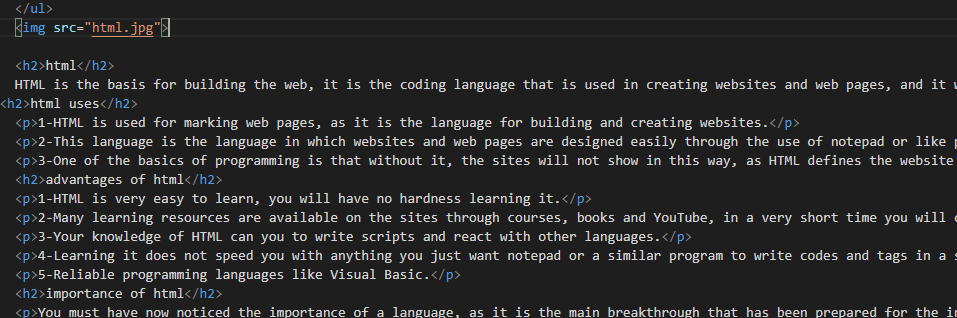 </ul>
<img src="html.jpg">
<h2>html</h2>
HTML is the basis for building the web, it is the coding language that is used in creating websites and web pages, and it
<h2>html uses</h2>
<p>1-HTML is used for marking web pages, as it is the language for building and creating websites.</p>
<p>2-This language is the language in which websites and web pages are designed easily through the use of notepad or like
<p>3-One of the basics of programming is that without it, the sites will not show in this way, as HTML defines the website
<h2>advantages of html</h2>
<p>1-HTML is very easy to learn, you will have no hardness learning it.</p>
<p>2-Many learning resources are available on the sites through courses, books and YouTube, in a very short time you will
<p>3-Your knowledge of HTML can you to write scripts and react with other languages.</p>
<p>4-Learning it does not speed you with anything you just want notepad or a similar program to write codes and tags in a
<p>5-Reliable programming languages like Visual Basic.</p>
<h2>importance of html</h2>
<p>You must have now noticed the importance of a language, as it is the main breakthrough that has been prepared for the